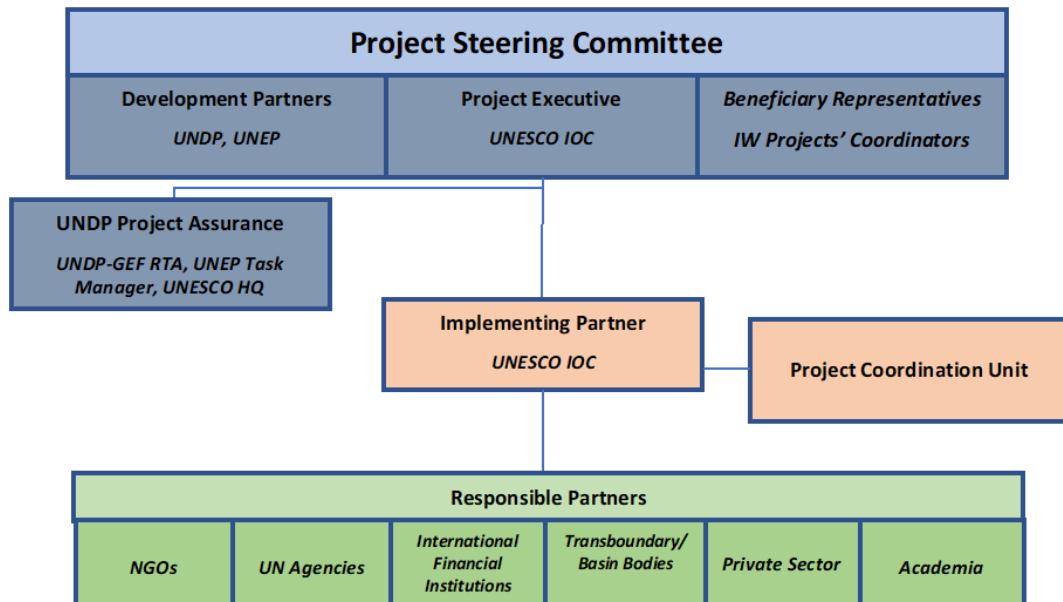 Project Steering Committee
Development Partners
UNDP, UNEP
Project Executive
UNESCO IOC
Beneficiary Representatives
IW Projects’ Coordinators
UNDP Project Assurance
UNDP-GEF RTA, UNEP Task
Manager, UNESCO HQ
Implementing Partner
UNESCO IOC
Project Coordination Unit
Responsible Partners
NGOs
UN Agencies
International
Financial
Institutions
Transboundary/
Basin Bodies
Private Sector
Academia